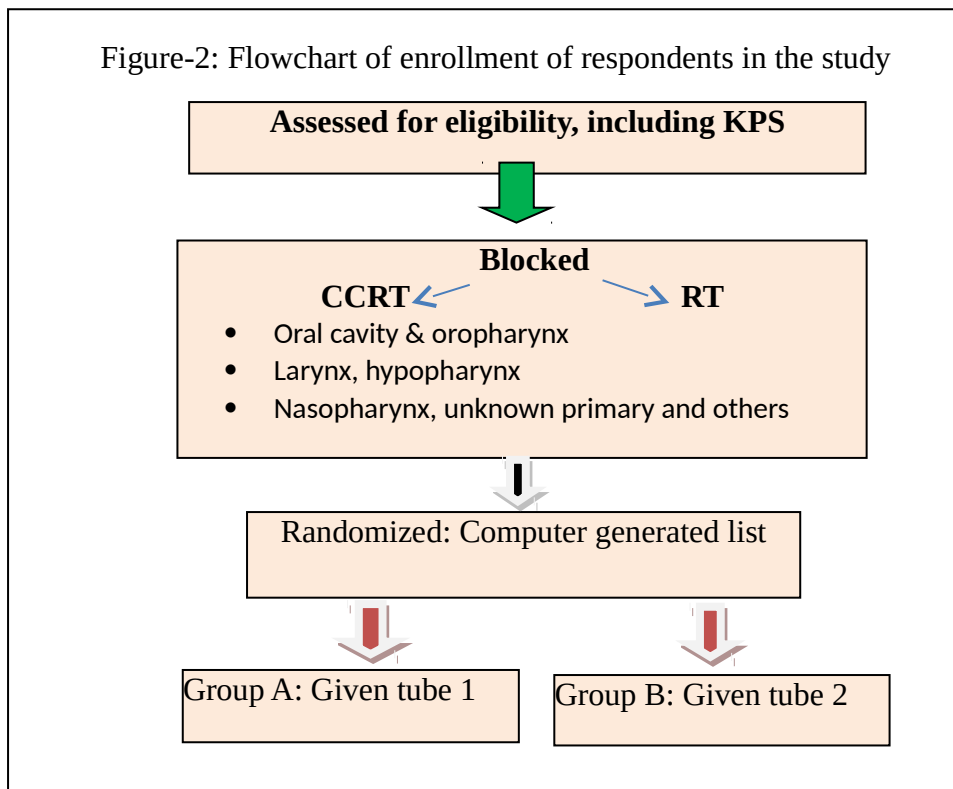 Figure-2: Flowchart of enrollment of respondents in the study
Assessed for eligibility, including KPS
Blocked
CCRT RT
• Oral cavity & oropharynx
• Larynx, hypopharynx
• Nasopharynx, unknown primary and others
Randomized: Computer generated list
Group A: Given tube 1
Group B: Given tube 2